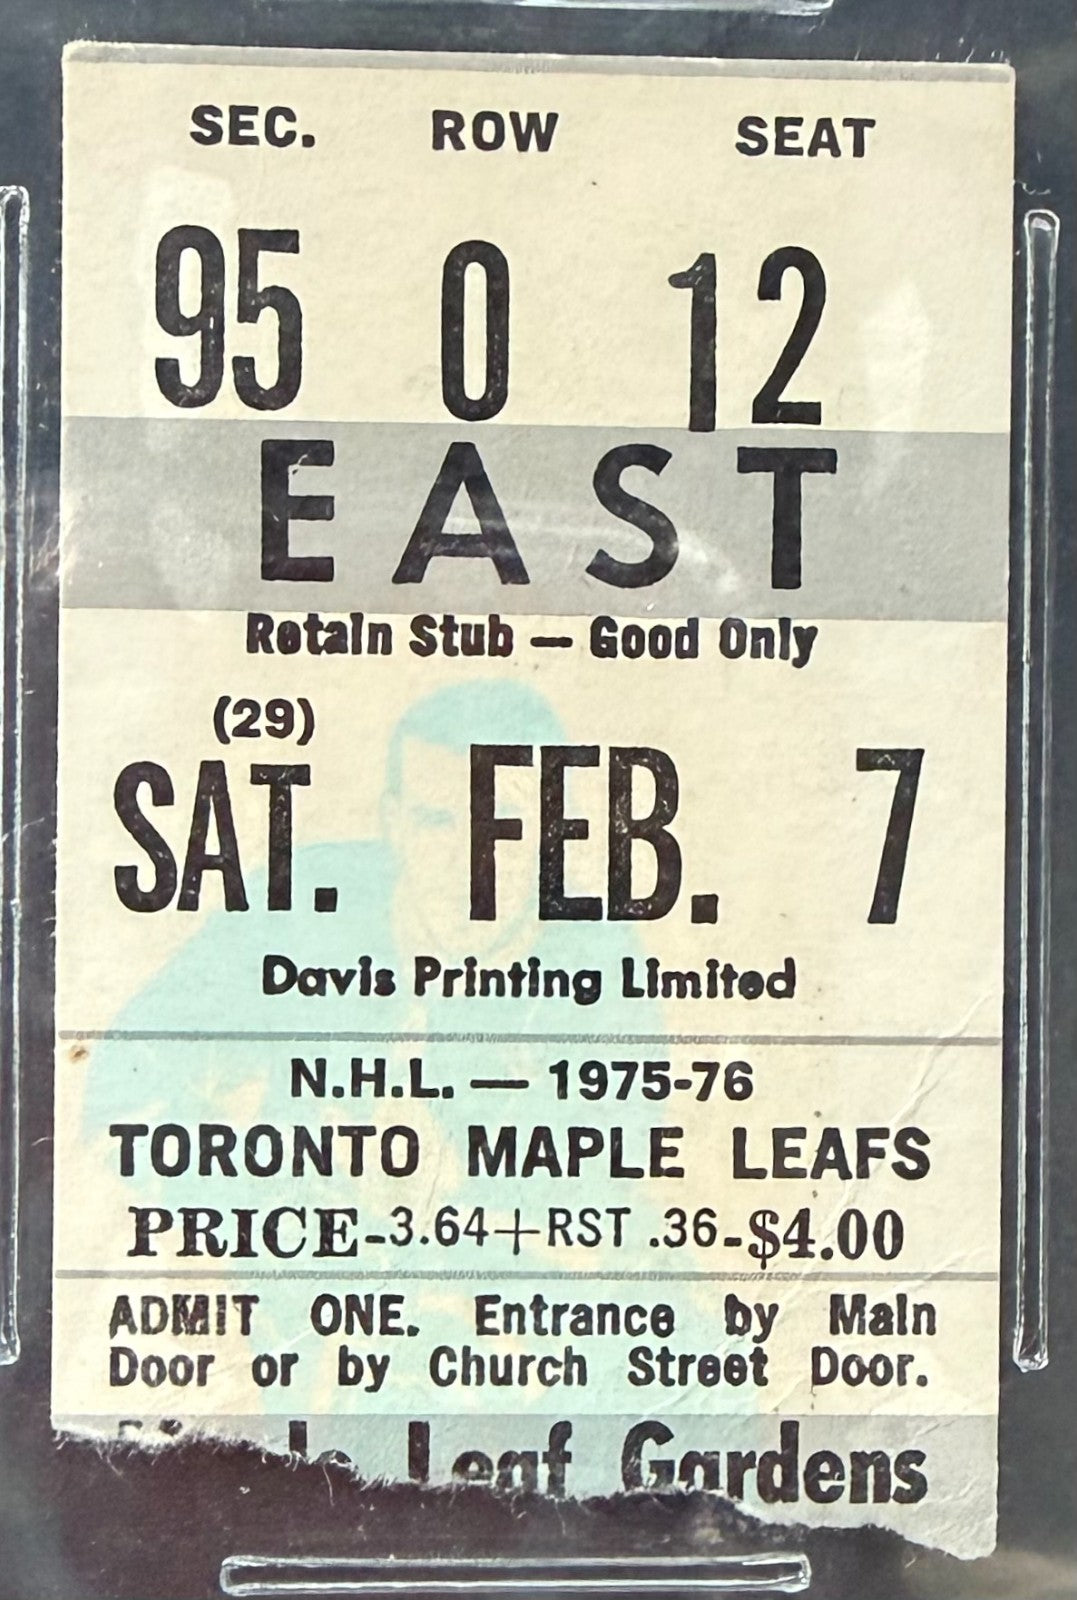 SEC. ROW SEAT
95 0 12
EAST
Retain Stub — Good Only
(29)
SAT. FEB. 7
Davis Printing Limited
N.H.L. — 1975-76
TORONTO MAPLE LEAFS
PRICE-3.64+RST .36-$4.00
ADMIT ONE. Entrance by Main
Door or by Church Street Door.
Leaf Gardens